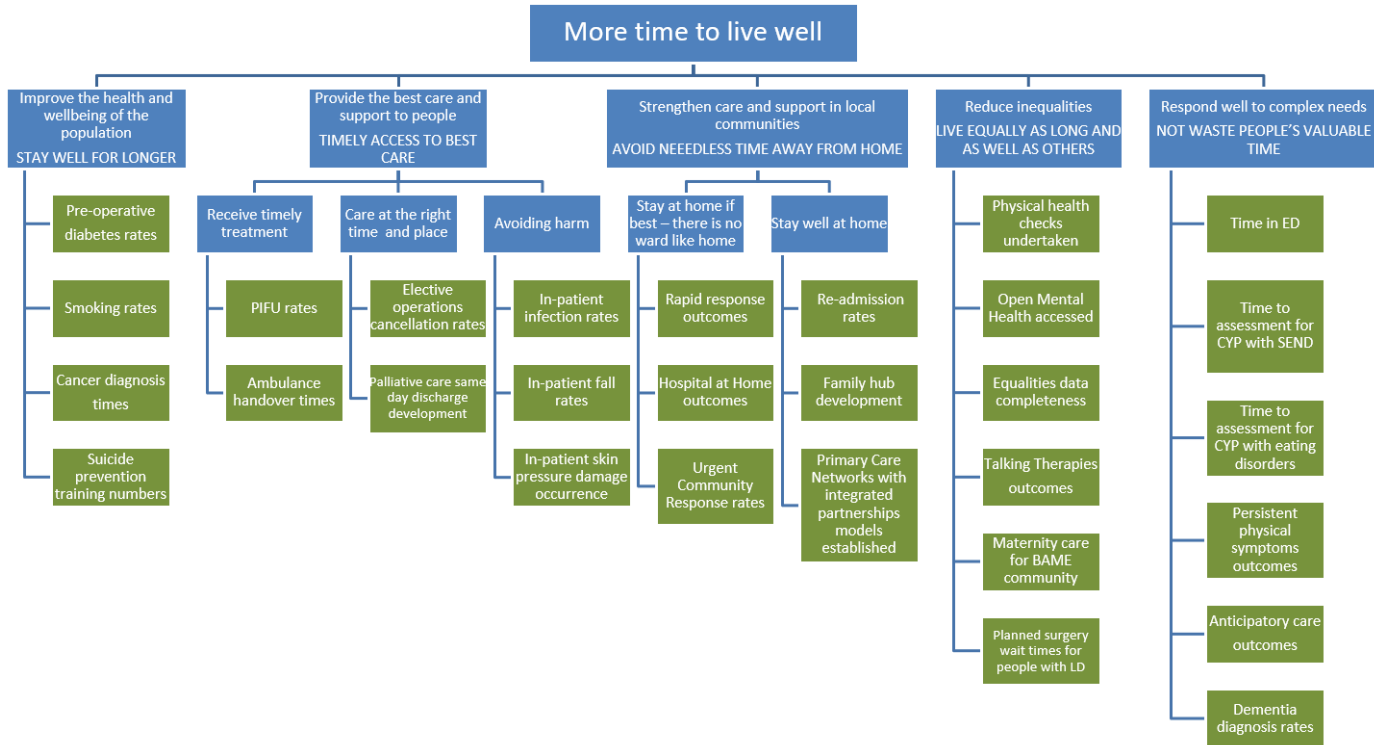 More time to live well
Improve the health and
wellbeing of the
population
STAY WELL FOR LONGER
Provide the best care and
support to people
TIMELY ACCESS TO BEST
CARE
Strengthen care and support in local
communities
AVOID NEEEDLESS TIME AWAY FROM HOME
Reduce inequalities
LIVE EQUALLY AS LONG AND
AS WELL AS OTHERS
Respond well to complex needs
NOT WASTE PEOPLE'S VALUABLE
TIME
Pre-operative
diabetes rates
Smoking rates
Cancer diagnosis
times
Suicide
prevention
training numbers
Receive timely
treatment
PIFU rates
Ambulance
handover times
Care at the right
time and place
Elective
operations
cancellation rates
Palliative care same
day discharge
development
Avoiding harm
In-patient
infection rates
In-patient fall
rates
In-patient skin
pressure damage
occurrence
Stay at home if
best – there is no
ward like home
Rapid response
outcomes
Hospital at Home
outcomes
Urgent
Community
Response rates
Stay well at home
Re-admission
rates
Family hub
development
Primary Care
Networks with
integrated
partnerships
models
established
Physical health
checks
undertaken
Open Mental
Health accessed
Equalities data
completeness
Talking Therapies
outcomes
Maternity care
for BAME
community
Planned surgery
wait times for
people with LD
Time in ED
Time to
assessment for
CYP with SEND
Time to
assessment for
CYP with eating
disorders
Persistent
physical
symptoms
outcomes
Anticipatory care
outcomes
Dementia
diagnosis rates